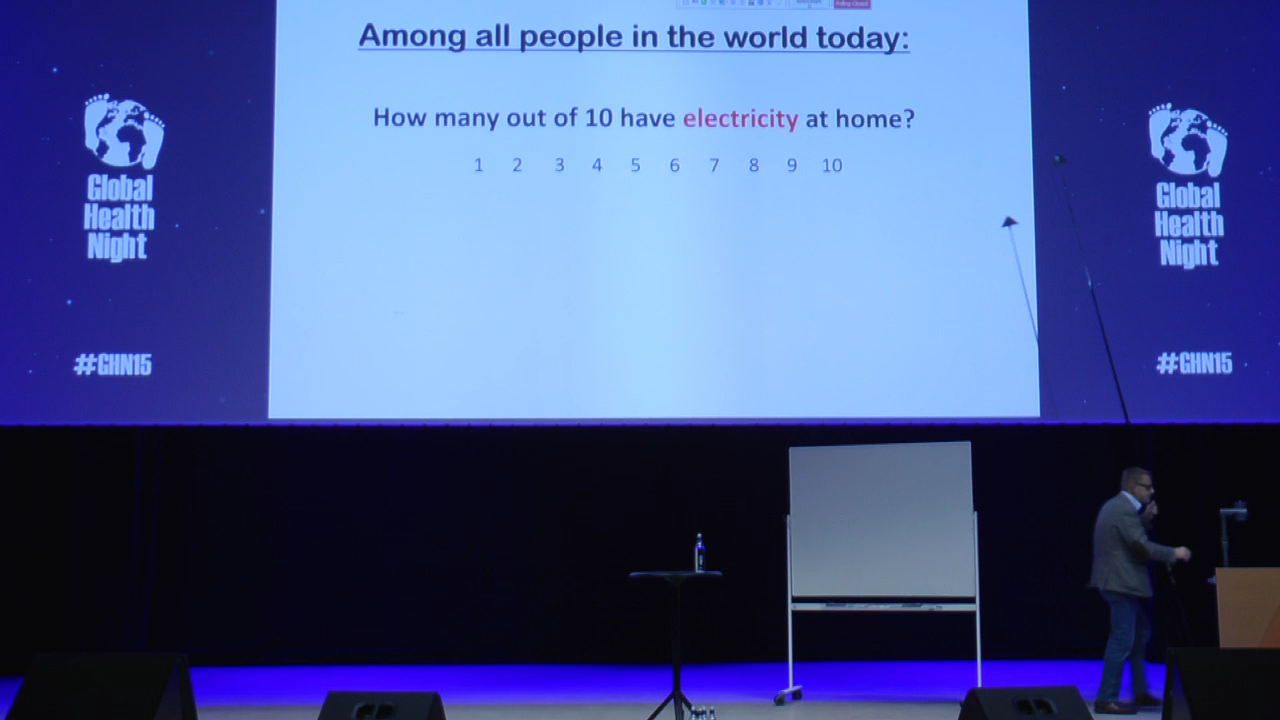 Among all people in the world today:
How many out of 10 have electricity at home?
1 2 3 4 5 6 7 8 9 10
Global
Health
Night
#GHN15
Global
Health
Night
#GHN15